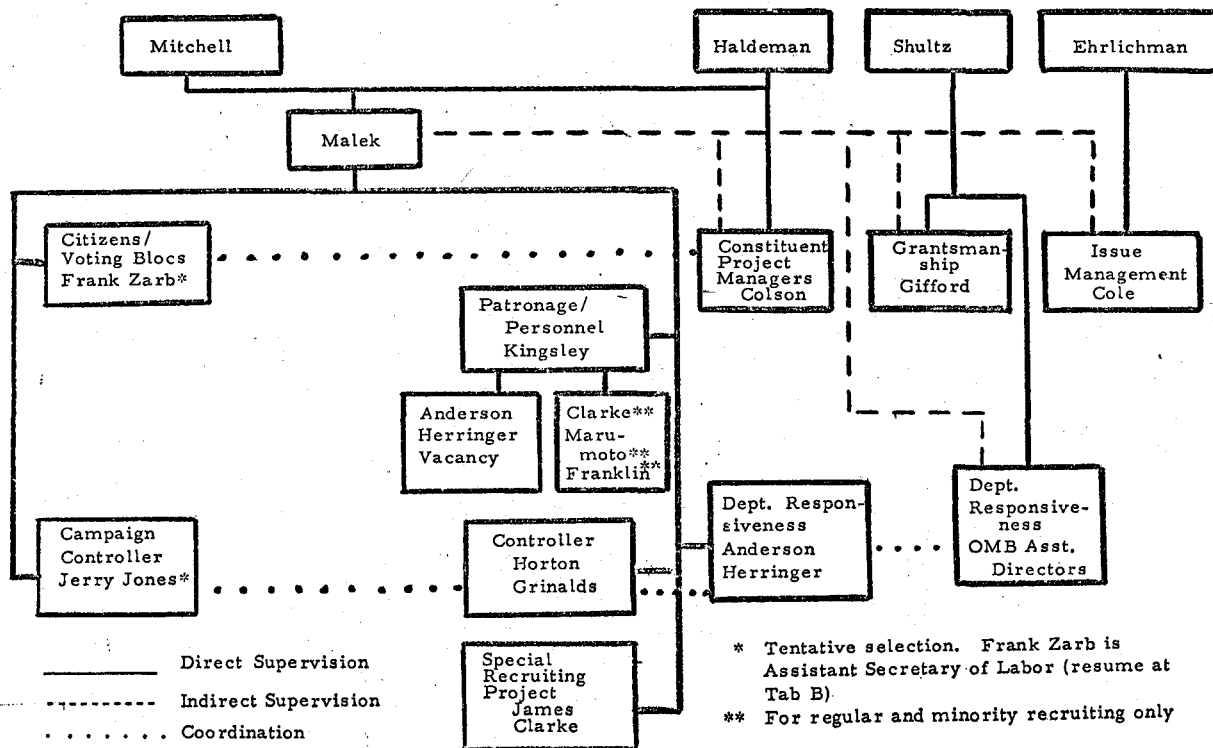 Mitchell
Haldeman
Shultz
Ehrlichman
Malek
Citizens/
Voting Blocs
Frank Zarb*
Constituent
Project
Managers
Colson
Grantsman-
ship
Gifford
Issue
Management
Cole
Patronage/
Personnel
Kingsley
Anderson
Herringer
Vacancy
Clarke**
Maru-
moto**
Franklin**
Dept. Respon-
siveness
Anderson
Herringer
Dept.
Responsive-
ness
OMB Asst.
Directors
Campaign
Controller
Jerry Jones*
Controller
Horton
Grinalds
Special
Recruiting
Project
James
Clarke
Direct Supervision
Indirect Supervision
Coordination
* Tentative selection. Frank Zarb is
Assistant Secretary of Labor (resume at
Tab B)
** For regular and minority recruiting only